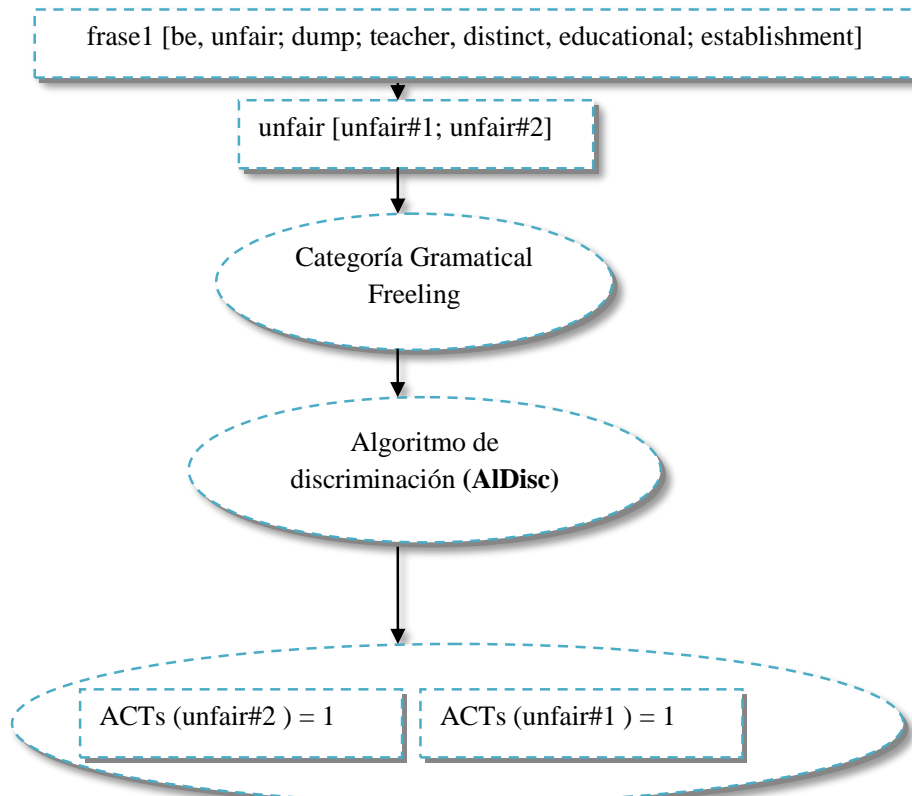 frase1 [be, unfair; dump; teacher, distinct, educational; establishment]
unfair [unfair#1; unfair#2]
Categoría Gramatical
Freeling
Algoritmo de
discriminación (AlDisc)
ACTs (unfair#2 ) = 1
ACTs (unfair#1 ) = 1